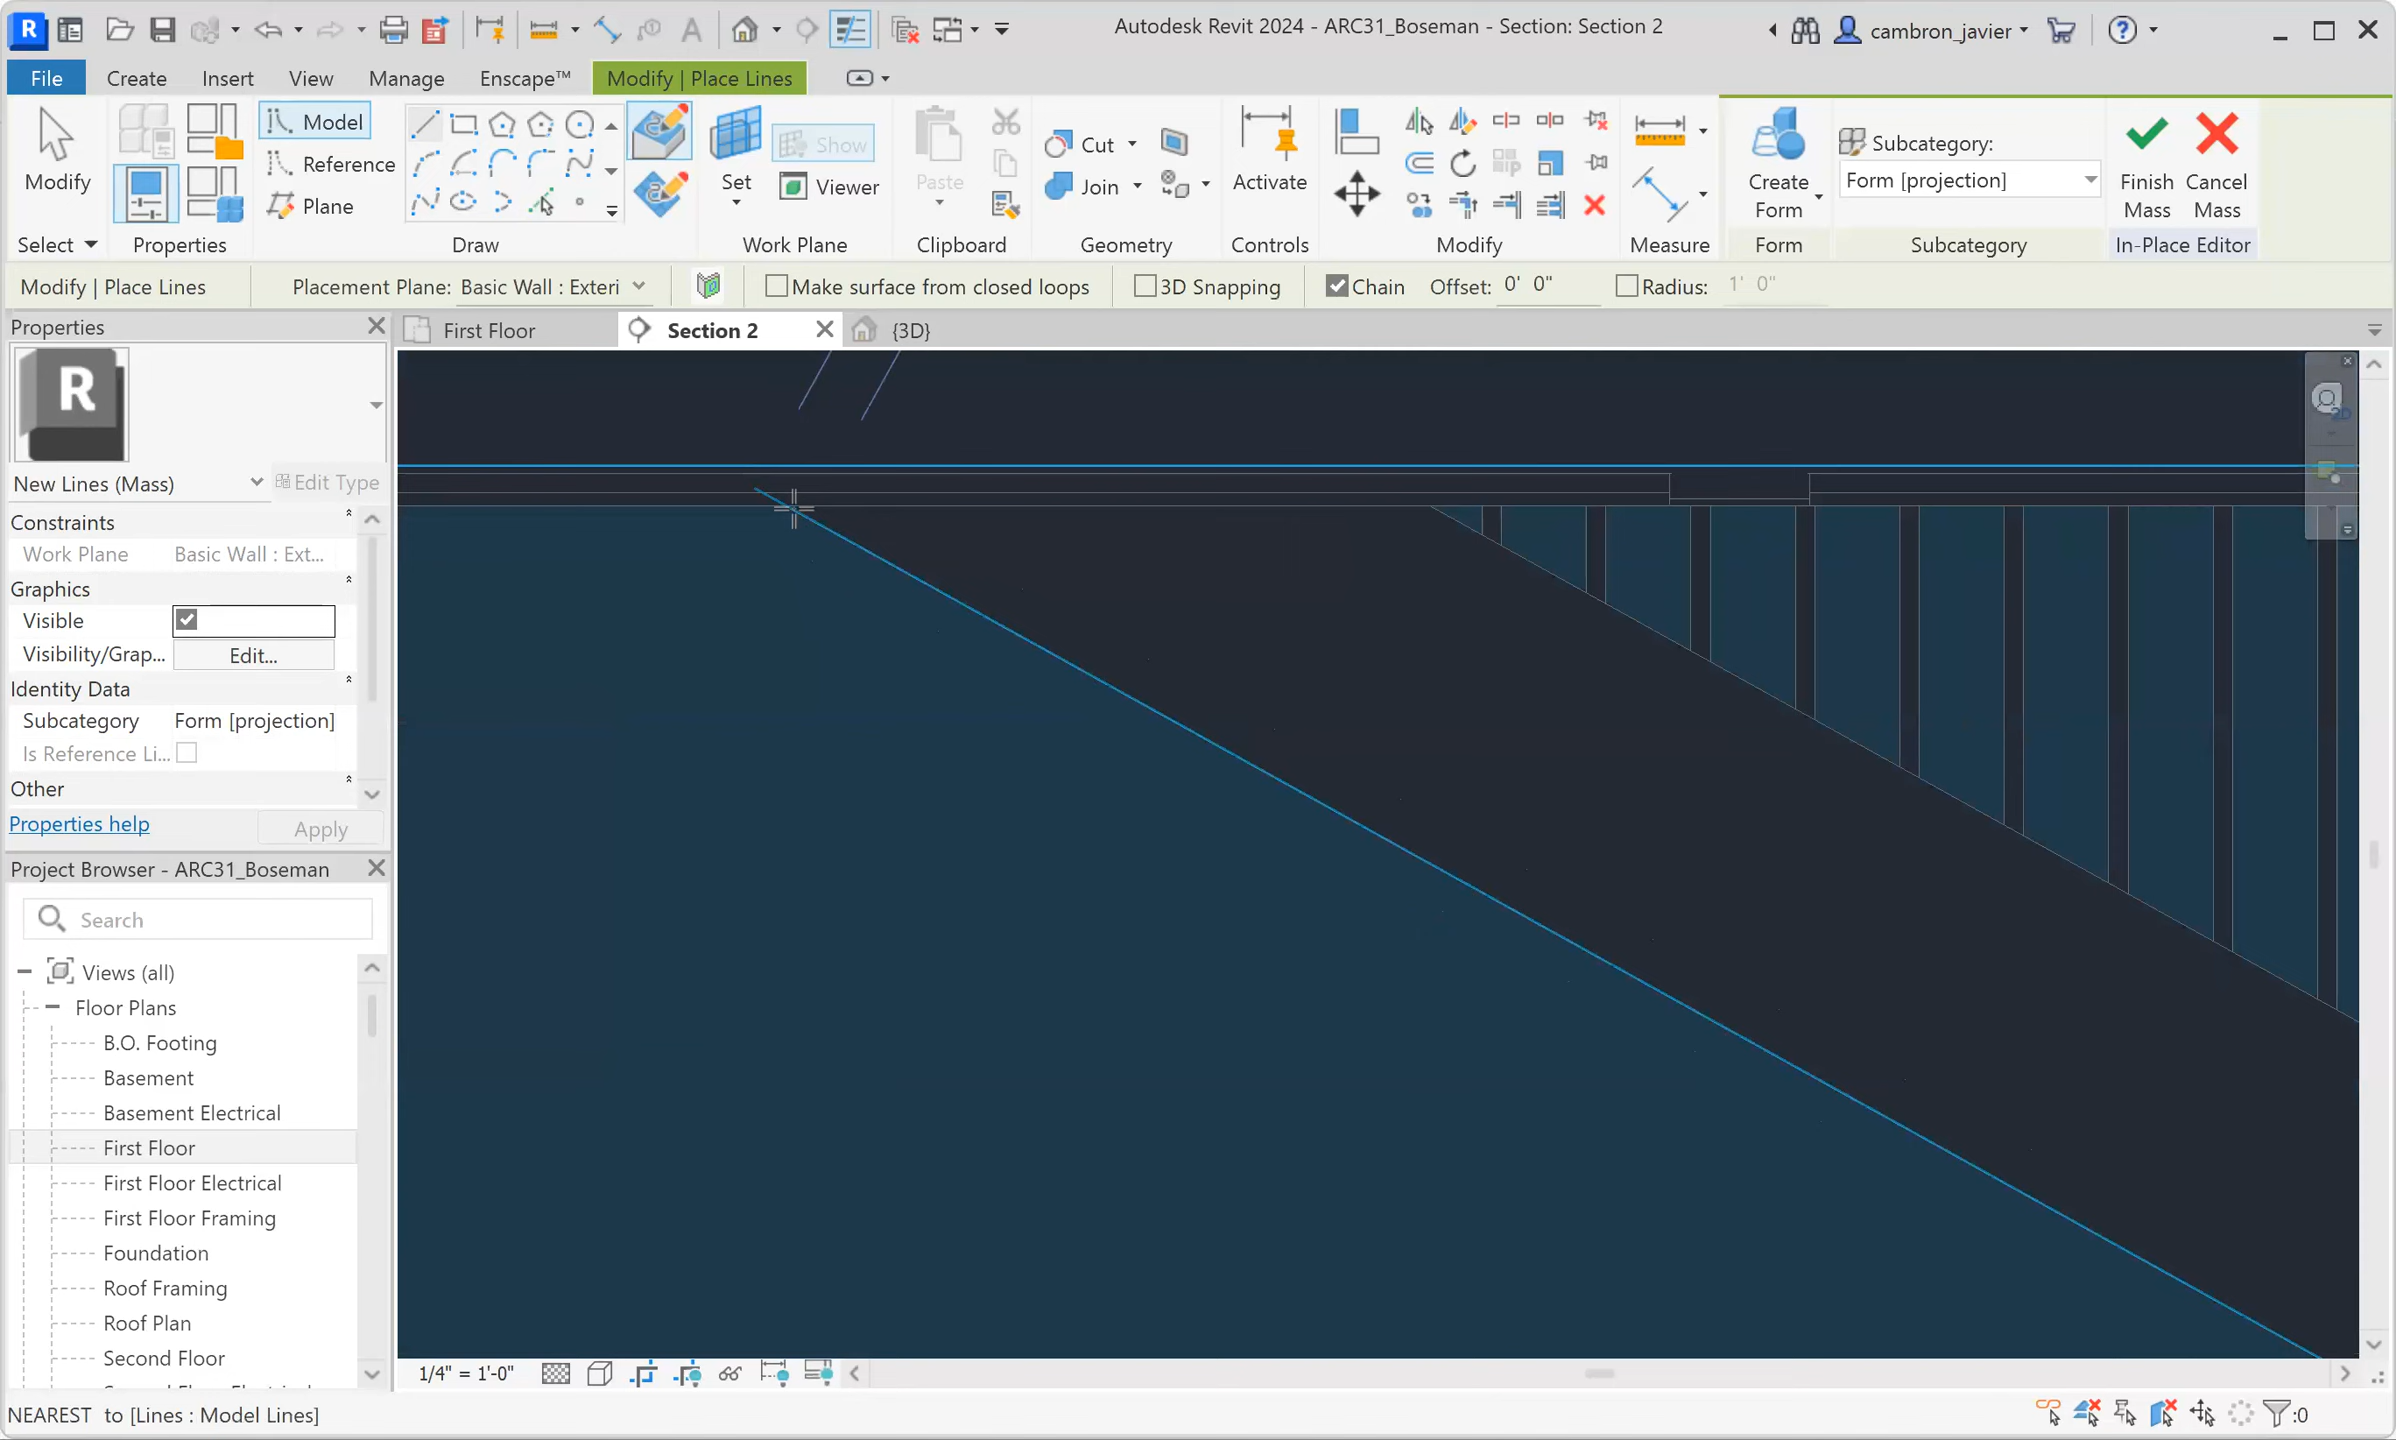 R
Autodesk Revit 2024 - ARC31_Boseman - Section: Section 2
cambron_javier
File Create Insert View Manage Enscape™ Modify | Place Lines
Modify
Model
Reference
Plane
Set
Show
Viewer
Paste
Cut
Join
Activate
Create Form
Subcategory:
Form [projection]
Finish Mass
Cancel Mass
Select Properties Draw Work Plane Clipboard Geometry Controls Modify Measure Form Subcategory In-Place Editor
Modify | Place Lines Placement Plane: Basic Wall : Exteri Make surface from closed loops 3D Snapping Chain Offset: 0' 0" Radius: 1' 0"
Properties
First Floor Section 2 {3D}
R
New Lines (Mass) Edit Type
Constraints
Work Plane Basic Wall : Ext...
Graphics
Visible
Visibility/Grap... Edit...
Identity Data
Subcategory Form [projection]
Is Reference Li...
Other
Properties help Apply
Project Browser - ARC31_Boseman
Search
Views (all)
Floor Plans
B.O. Footing
Basement
Basement Electrical
First Floor
First Floor Electrical
First Floor Framing
Foundation
Roof Framing
Roof Plan
Second Floor
2D
1/4" = 1'-0"
NEAREST to [Lines : Model Lines]
:0